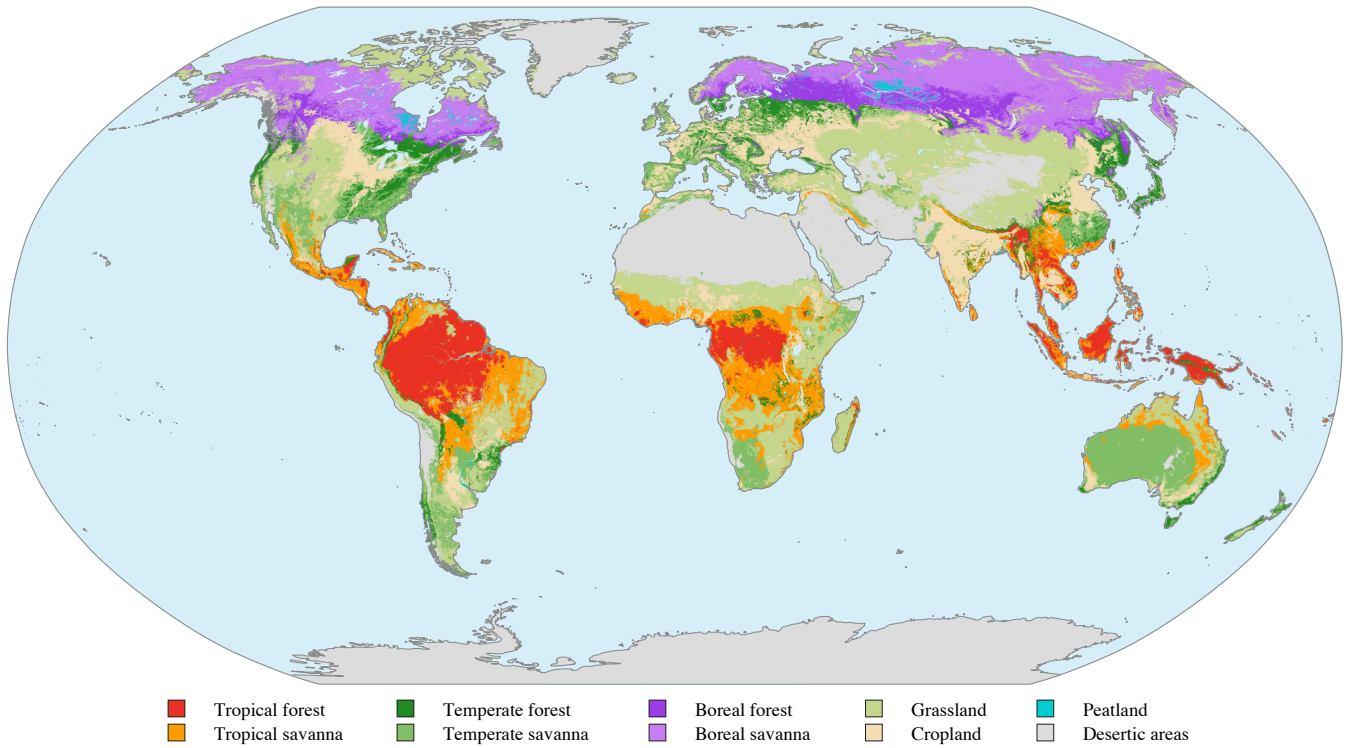 Tropical forest Temperate forest Boreal forest Grassland Peatland
Tropical savanna Temperate savanna Boreal savanna Cropland Desertic areas